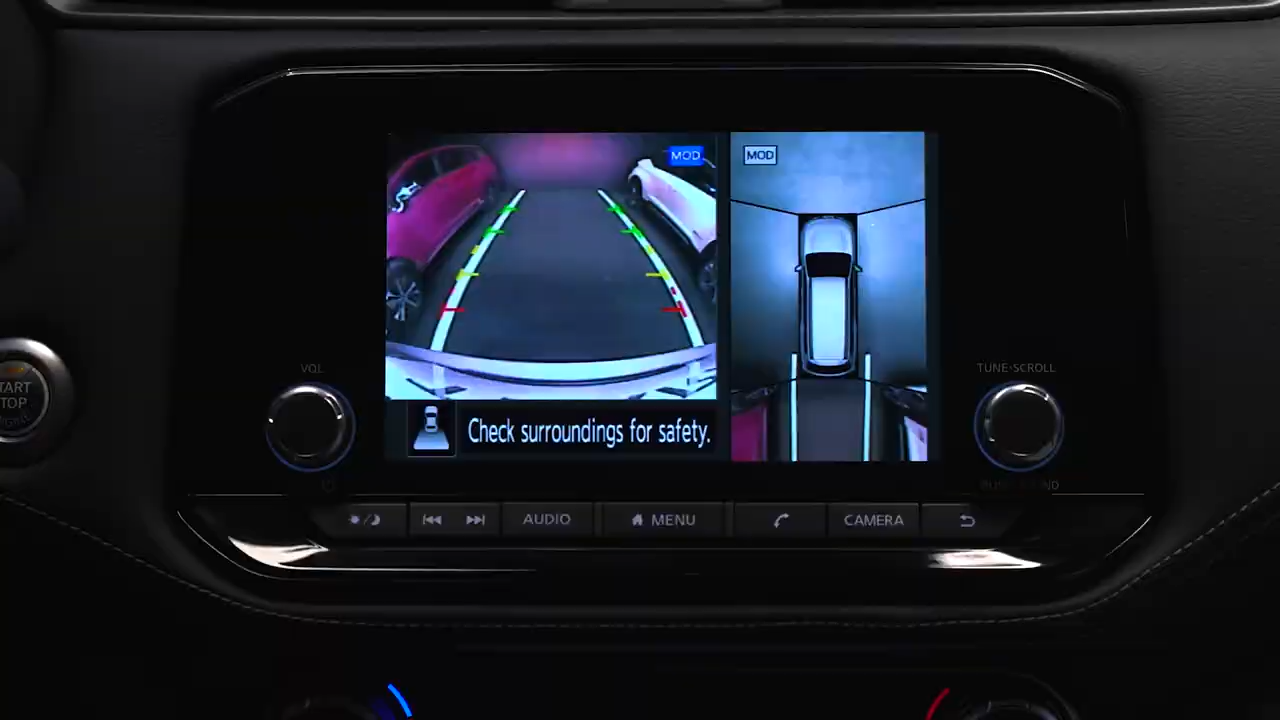 MOD
MOD
Check surroundings for safety.
VOL
TUNE·SCROLL
START
STOP
AUDIO
MENU
CAMERA